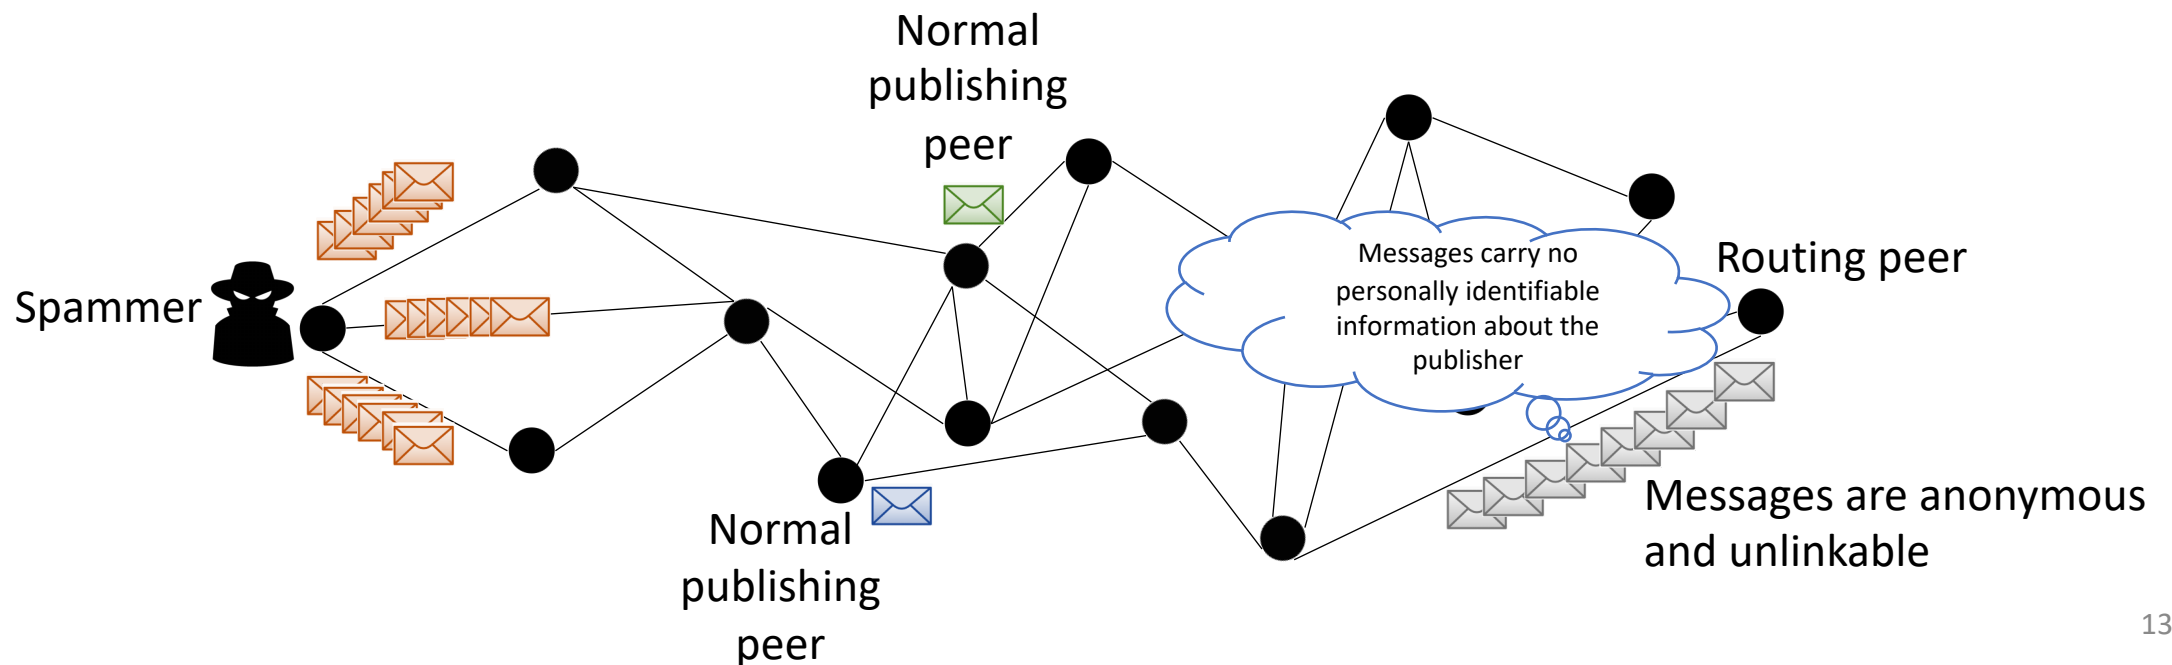 Normal
publishing
peer
Spammer
Messages carry no
personally identifiable
information about the
publisher
Routing peer
Messages are anonymous
and unlinkable
Normal
publishing
peer
13